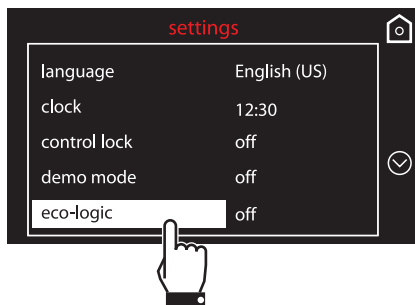 settings
language English (US)
clock 12:30
control lock off
demo mode off
eco-logic off